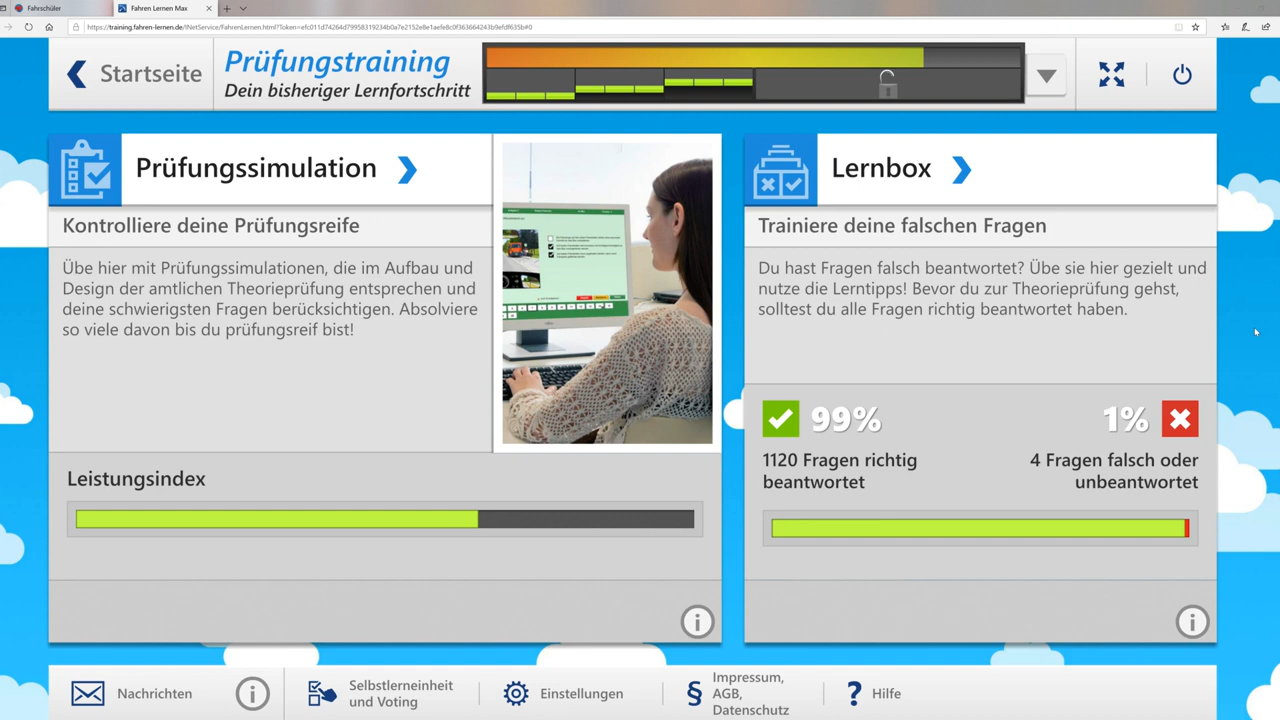 Fahrschüler
Fahren Lernen Max
https://training.fahren-lernen.de/INetService/FahrenLernen.html?Token=
Startseite
Prüfungstraining
Dein bisheriger Lernfortschritt
Prüfungssimulation
Kontrolliere deine Prüfungsreife
Übe hier mit Prüfungssimulationen, die im Aufbau und
Design der amtlichen Theorieprüfung entsprechen und
deine schwierigsten Fragen berücksichtigen. Absolviere
so viele davon bis du prüfungsreif bist!
Leistungsindex
Lernbox
Trainiere deine falschen Fragen
Du hast Fragen falsch beantwortet? Übe sie hier gezielt und
nutze die Lerntipps! Bevor du zur Theorieprüfung gehst,
solltest du alle Fragen richtig beantwortet haben.
99%
1%
1120 Fragen richtig
beantwortet
4 Fragen falsch oder
unbeantwortet
Nachrichten
Selbstlerneinheit
und Voting
Einstellungen
§
Impressum,
AGB,
Datenschutz
?
Hilfe